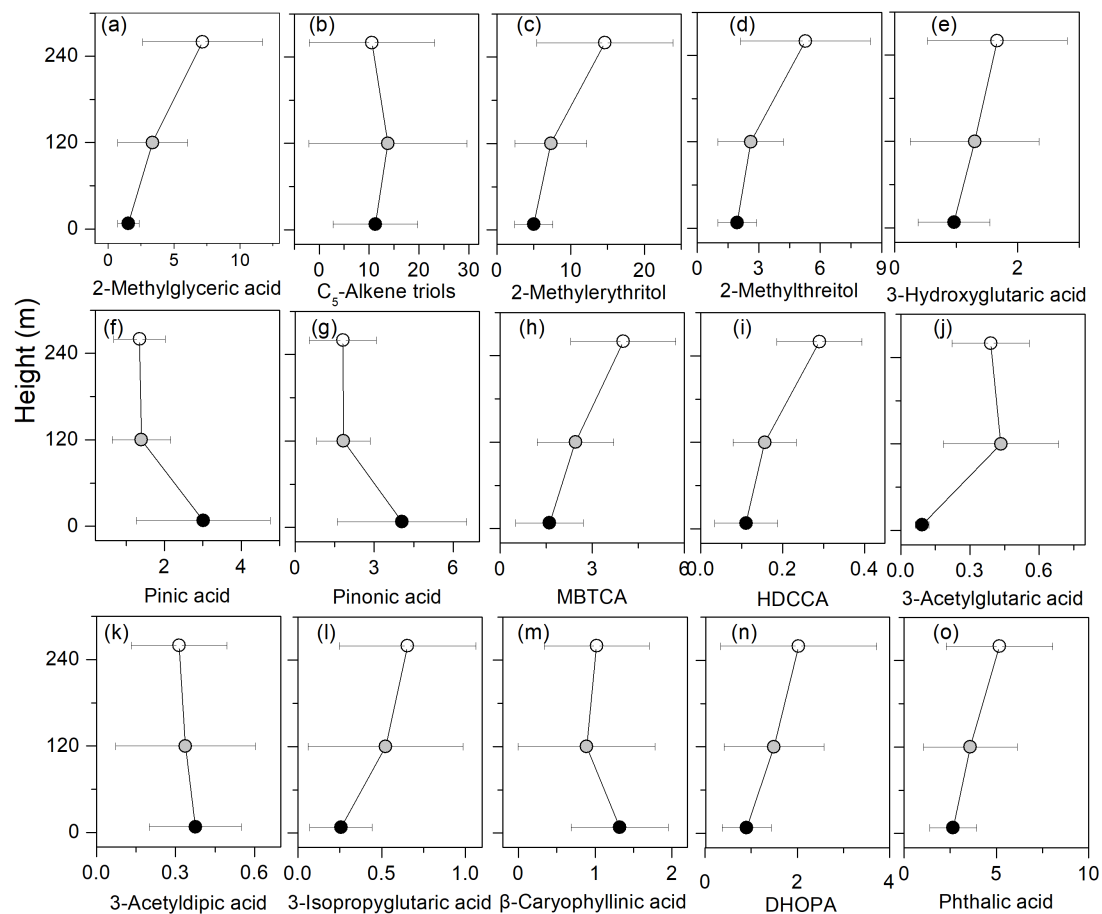 (a) (b) (c) (d) (e)
240
120
0
0 5 10 0 10 20 30 0 10 20 0 3 6 9 0 2
2-Methylglyceric acid C5-Alkene triols 2-Methylerythritol 2-Methylthreitol 3-Hydroxyglutaric acid
Height (m)
(f) (g) (h) (i) (j)
240
120
0
2 4 0 3 6 0 3 6 0.0 0.2 0.4 0.0 0.3 0.6
Pinic acid Pinonic acid MBTCA HDCCA 3-Acetylglutaric acid
(k) (l) (m) (n) (o)
240
120
0
0.0 0.3 0.6 0.0 0.5 1.0 0 1 2 0 2 4 0 5 10
3-Acetyldipic acid 3-Isopropyglutaric acid β-Caryophyllinic acid DHOPA Phthalic acid